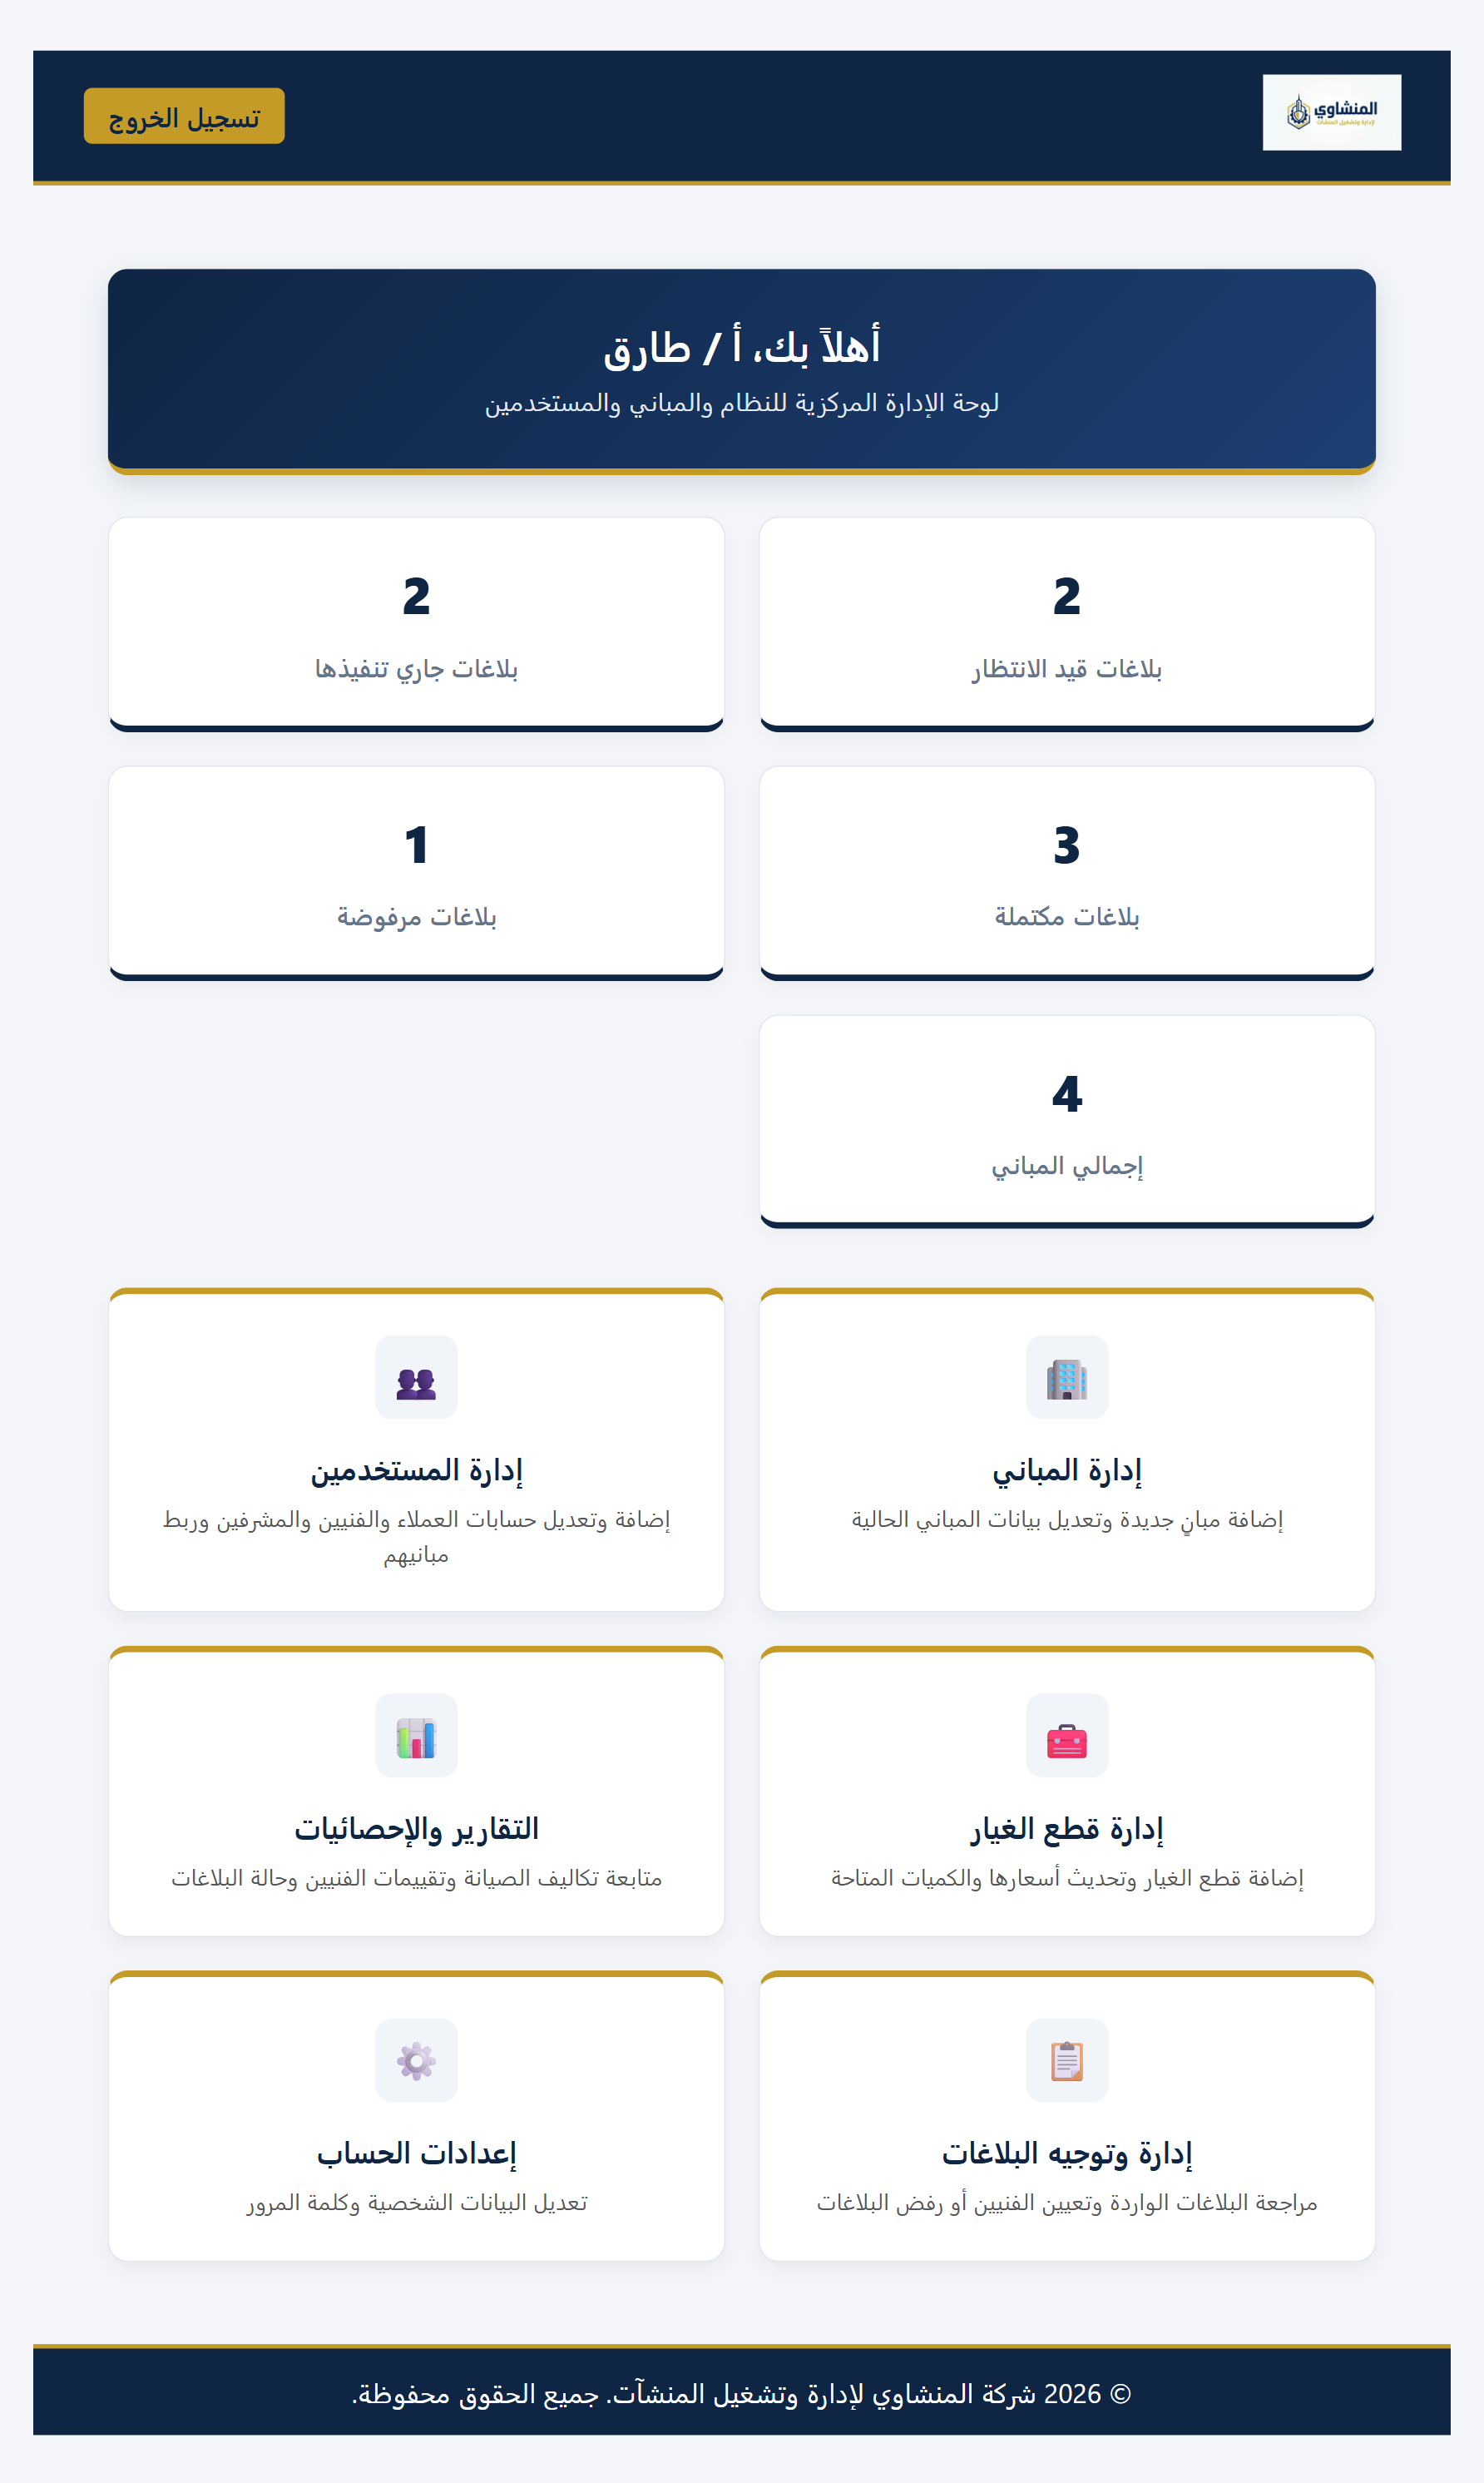 المنشاوي
لإدارة وتشغيل المنشآت
تسجيل الخروج
أهلاً بك، أ / طارق
لوحة الإدارة المركزية للنظام والمباني والمستخدمين
2
بلاغات قيد الانتظار
2
بلاغات جاري تنفيذها
3
بلاغات مكتملة
1
بلاغات مرفوضة
4
إجمالي المباني
إدارة المباني
إضافة مبانٍ جديدة وتعديل بيانات المباني الحالية
إدارة المستخدمين
إضافة وتعديل حسابات العملاء والفنيين والمشرفين وربط
مبانيهم
إدارة قطع الغيار
إضافة قطع الغيار وتحديث أسعارها والكميات المتاحة
التقارير والإحصائيات
متابعة تكاليف الصيانة وتقييمات الفنيين وحالة البلاغات
إدارة وتوجيه البلاغات
مراجعة البلاغات الواردة وتعيين الفنيين أو رفض البلاغات
إعدادات الحساب
تعديل البيانات الشخصية وكلمة المرور
© 2026 شركة المنشاوي لإدارة وتشغيل المنشآت. جميع الحقوق محفوظة.